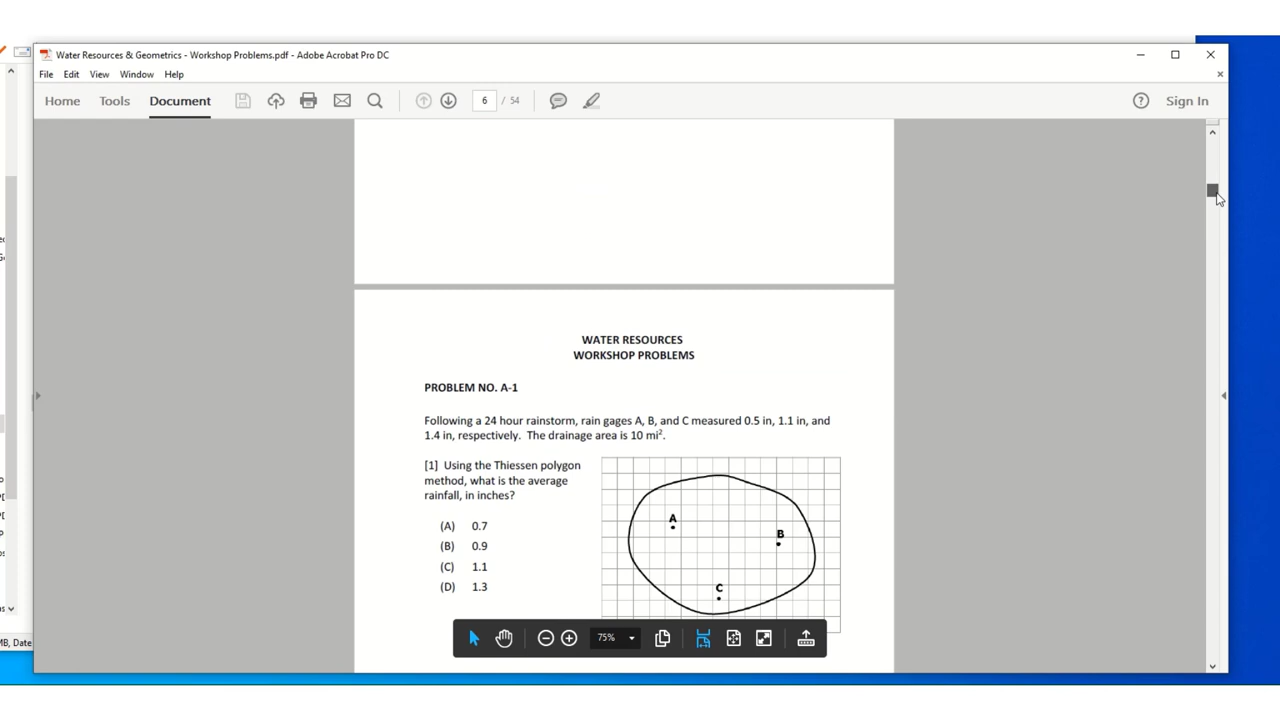 Water Resources & Geometrics - Workshop Problems.pdf - Adobe Acrobat Pro DC
File Edit View Window Help
Home Tools Document 6 / 54 Sign In
WATER RESOURCES
WORKSHOP PROBLEMS
PROBLEM NO. A-1
Following a 24 hour rainstorm, rain gages A, B, and C measured 0.5 in, 1.1 in, and
1.4 in, respectively. The drainage area is 10 mi².
[1] Using the Thiessen polygon
method, what is the average
rainfall, in inches?
(A) 0.7
(B) 0.9
(C) 1.1
(D) 1.3
A
B
C
75%
MB, Date